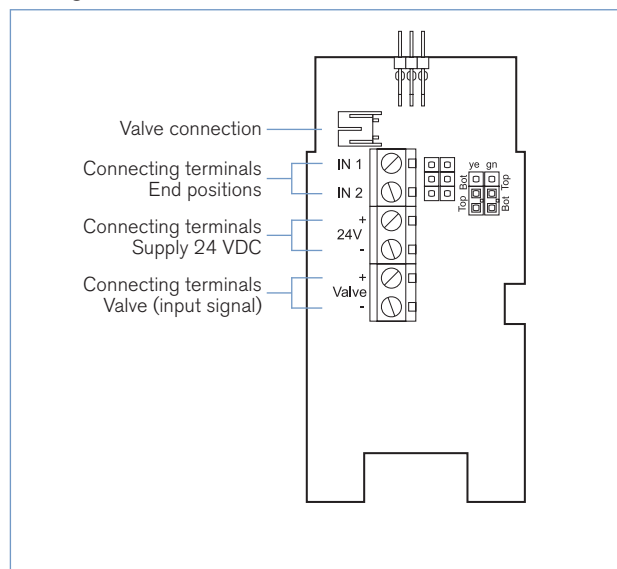 Valve connection
Connecting terminals
End positions
Connecting terminals
Supply 24 VDC
Connecting terminals
Valve (input signal)
IN 1
IN 2
+
24V
-
+
Valve
-
ye gn
Bot Top
Top Bot